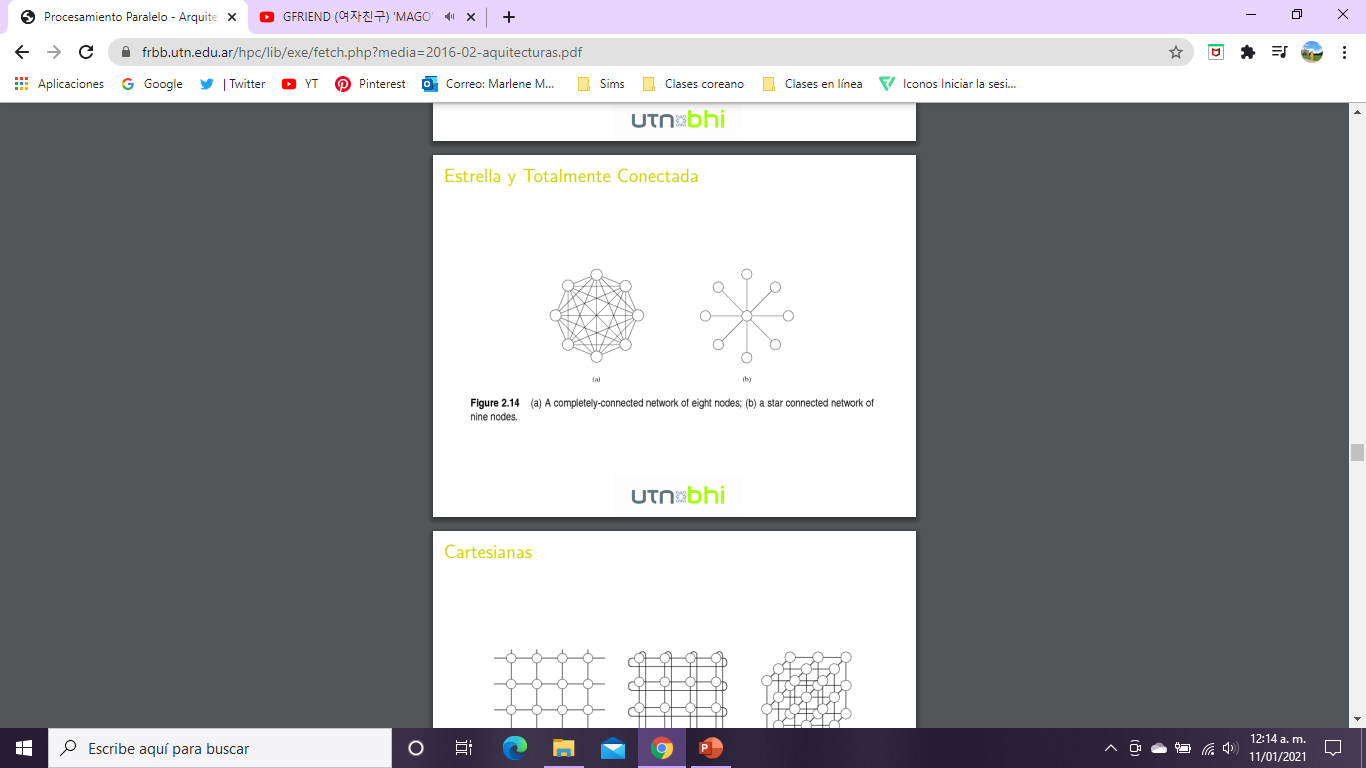 Procesamiento Paralelo - Arquite
GFRIEND (여자친구) 'MAGO'
frbb.utn.edu.ar/hpc/lib/exe/fetch.php?media=2016-02-aquitecturas.pdf
Aplicaciones
Google
| Twitter
YT
Pinterest
Correo: Marlene M...
Sims
Clases coreano
Clases en línea
Iconos Iniciar la sesi...
utn bhi
Estrella y Totalmente Conectada
(a)
(b)
Figure 2.14 (a) A completely-connected network of eight nodes; (b) a star connected network of
nine nodes.
utn bhi
Cartesianas
Escribe aquí para buscar
12:14 a. m.
11/01/2021